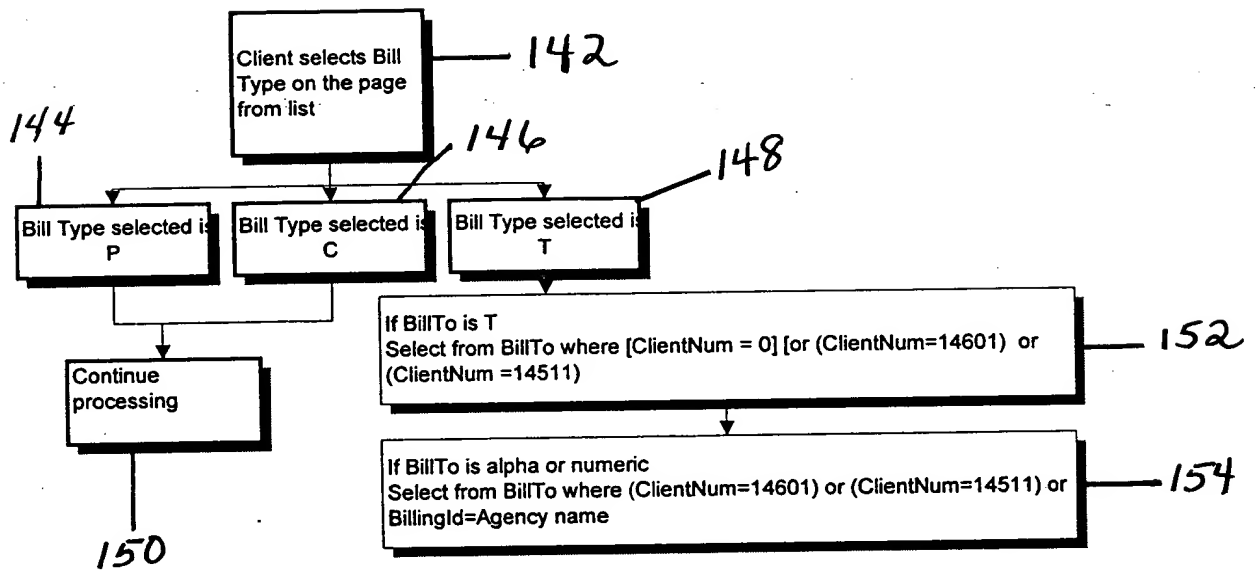 Client selects Bill
Type on the page
from list
142
144
146
148
Bill Type selected is
P
Bill Type selected is
C
Bill Type selected is
T
If BillTo is T
Select from BillTo where [ClientNum = 0] [or (ClientNum=14601) or
(ClientNum =14511)
152
Continue
processing
150
If BillTo is alpha or numeric
Select from BillTo where (ClientNum=14601) or (ClientNum=14511) or
BillingId=Agency name
154